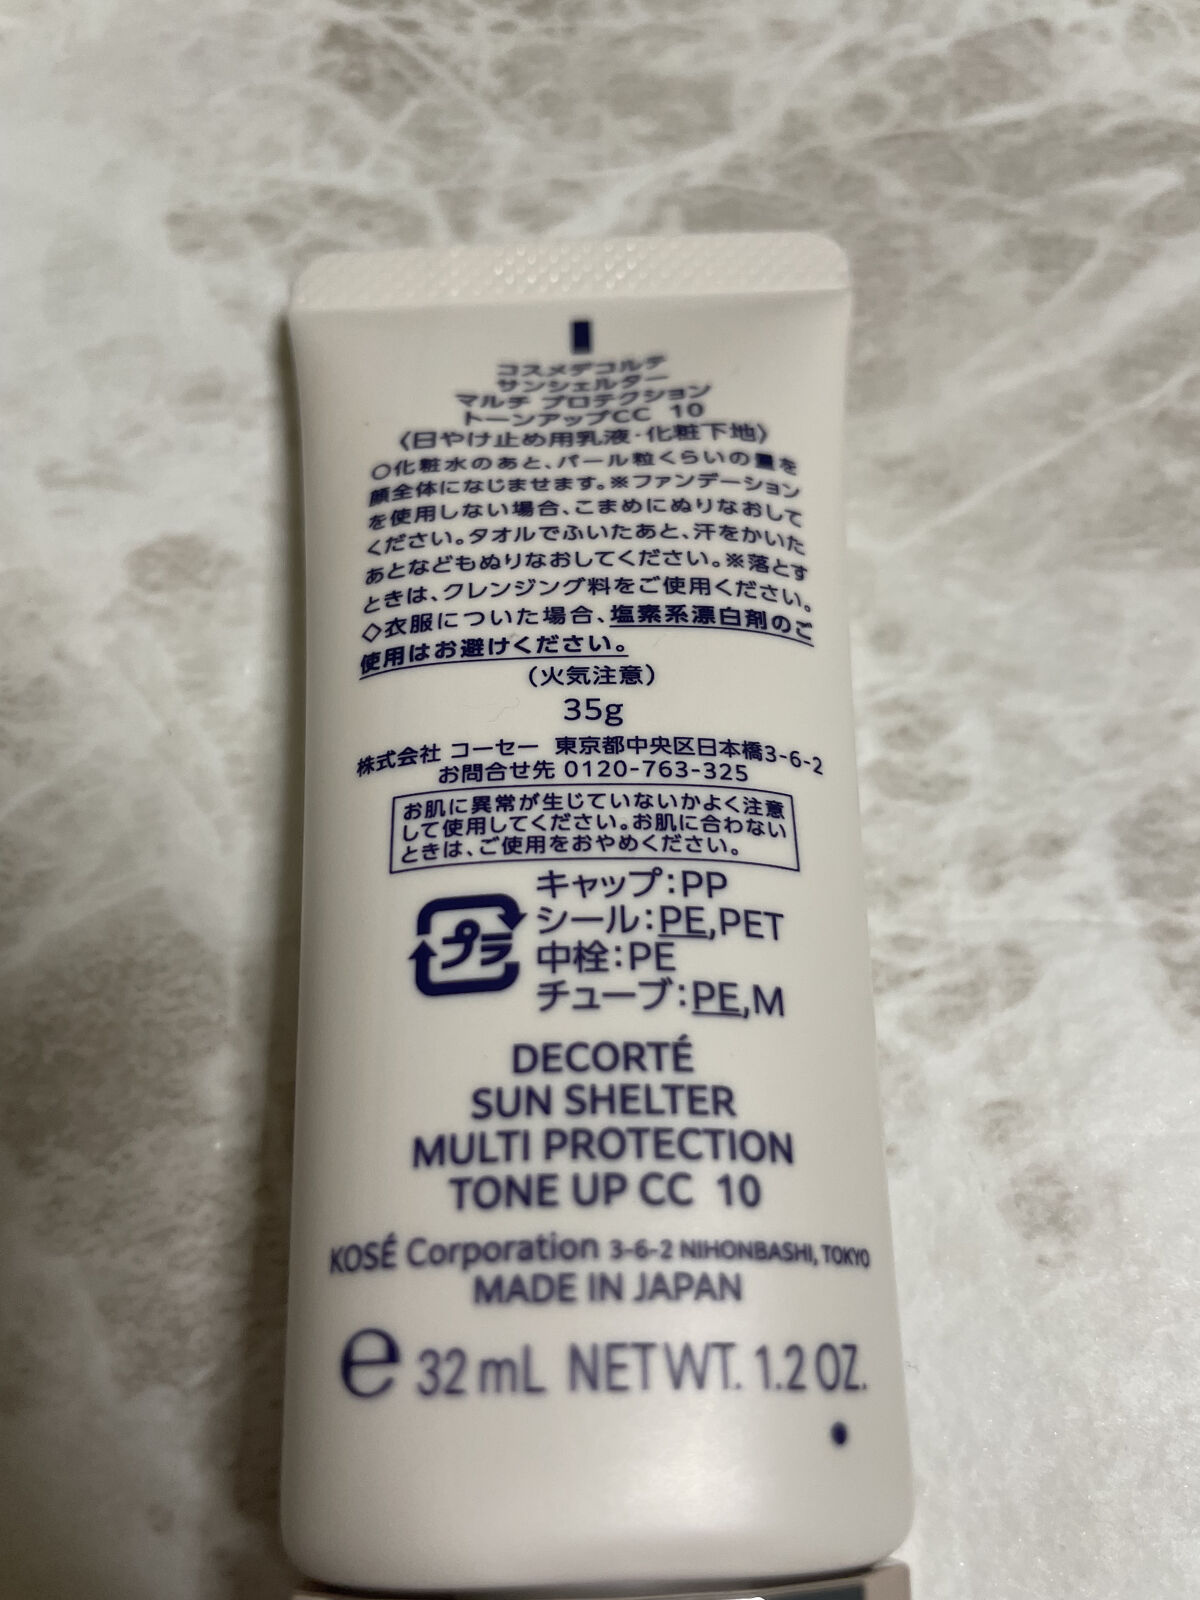 コスメデコルテ
サンシェルター
マルチ プロテクション
トーンアップCC 10
〈日やけ止め用乳液・化粧下地〉
○化粧水のあと、パール粒くらいの量を
顔全体になじませます。※ファンデーション
を使用しない場合、こまめにぬりなおして
ください。タオルでふいたあと、汗をかいた
あとなどもぬりなおしてください。※落とす
ときは、クレンジング料をご使用ください。
◇衣服についた場合、塩素系漂白剤のご
使用はお避けください。
（火気注意）
35g
株式会社 コーセー 東京都中央区日本橋3-6-2
お問合せ先 0120-763-325
お肌に異常が生じていないかよく注意
して使用してください。お肌に合わない
ときは、ご使用をおやめください。
プラ
キャップ：PP
シール：PE,PET
中栓：PE
チューブ：PE,M
DECORTÉ
SUN SHELTER
MULTI PROTECTION
TONE UP CC 10
KOSÉ Corporation 3-6-2 NIHONBASHI, TOKYO
MADE IN JAPAN
e 32 mL NET WT. 1.2 OZ.